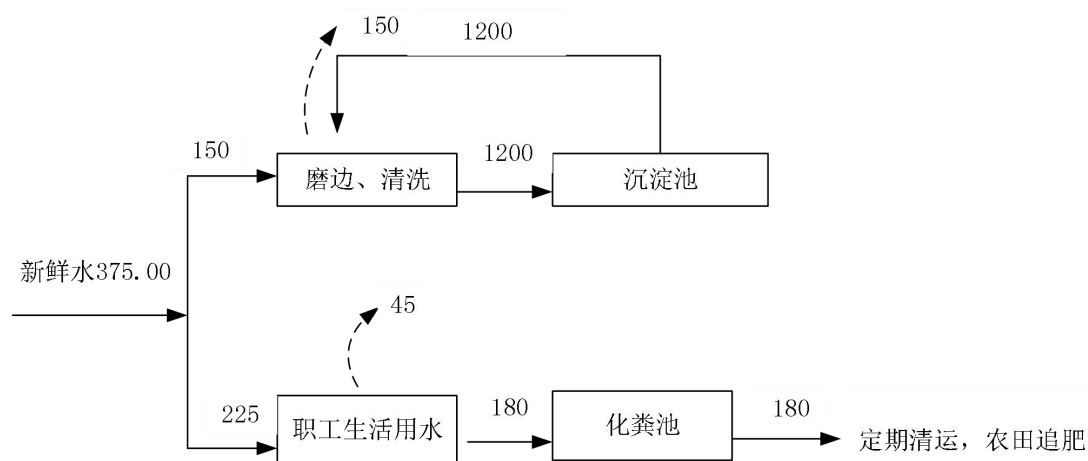 150
1200
150
磨边、清洗
1200
沉淀池
新鲜水375.00
45
225
职工生活用水
180
化粪池
180
定期清运，农田追肥